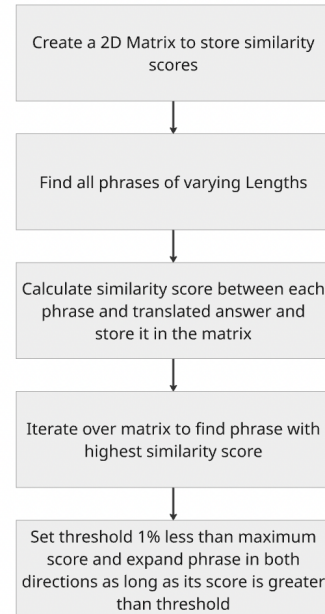 Create a 2D Matrix to store similarity
scores
Find all phrases of varying Lengths
Calculate similarity score between each
phrase and translated answer and
store it in the matrix
Iterate over matrix to find phrase with
highest similarity score
Set threshold 1% less than maximum
score and expand phrase in both
directions as long as its score is greater
than threshold